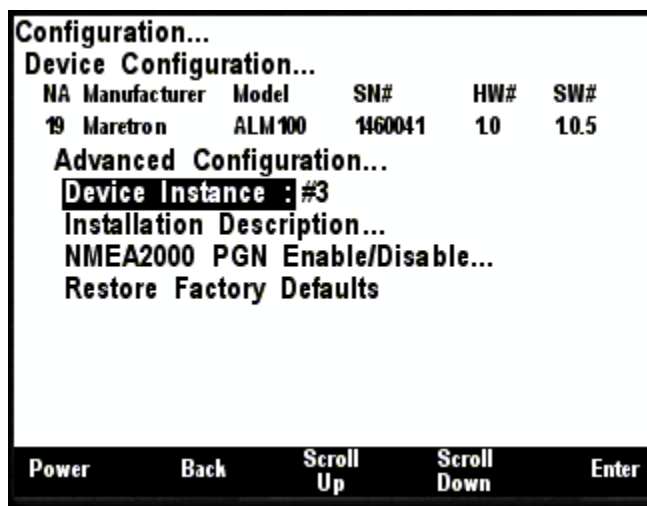 Configuration...
Device Configuration...
NA Manufacturer Model SN# HW# SW#
19 Maretron ALM100 1460041 1.0 1.0.5
Advanced Configuration...
Device Instance : #3
Installation Description...
NMEA2000 PGN Enable/Disable...
Restore Factory Defaults
Power Back Scroll Up Scroll Down Enter